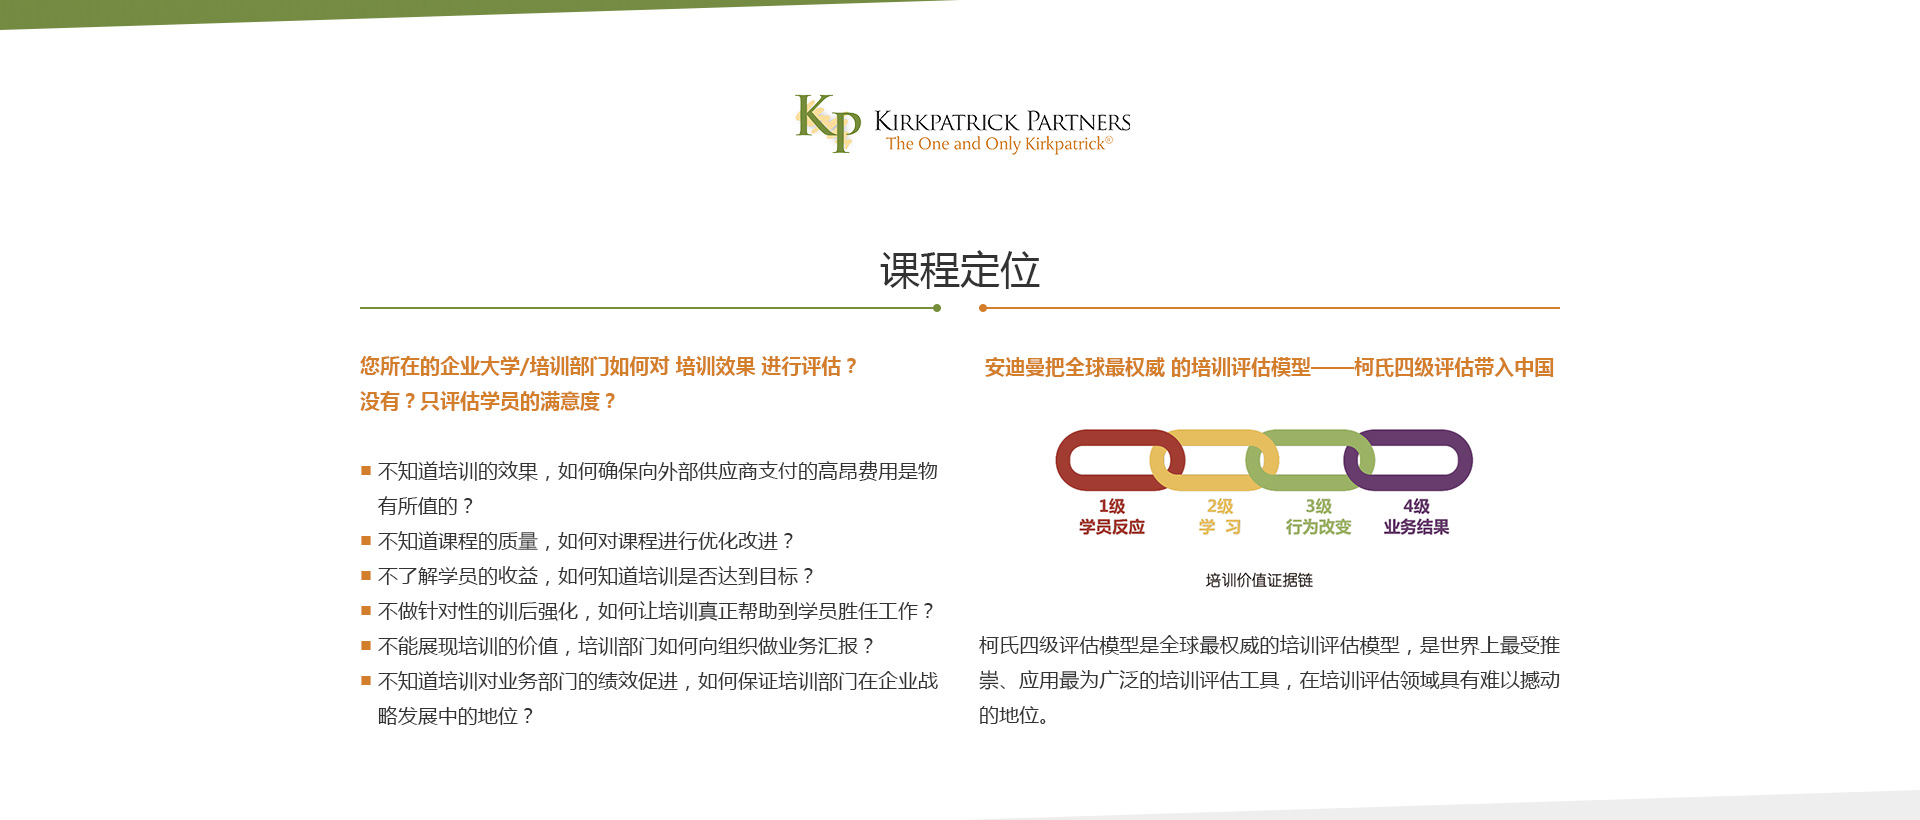 KP
KIRKPATRICK PARTNERS
The One and Only Kirkpatrick®
课程定位
您所在的企业大学/培训部门如何对 培训效果 进行评估？
没有？只评估学员的满意度？
不知道培训的效果，如何确保向外部供应商支付的高昂费用是物
有所值的？
不知道课程的质量，如何对课程进行优化改进？
不了解学员的收益，如何知道培训是否达到目标？
不做针对性的训后强化，如何让培训真正帮助到学员胜任工作？
不能展现培训的价值，培训部门如何向组织做业务汇报？
不知道培训对业务部门的绩效促进，如何保证培训部门在企业战
略发展中的地位？
安迪曼把全球最权威 的培训评估模型——柯氏四级评估带入中国
1级 2级 3级 4级
学员反应 学 习 行为改变 业务结果
培训价值证据链
柯氏四级评估模型是全球最权威的培训评估模型，是世界上最受推
崇、应用最为广泛的培训评估工具，在培训评估领域具有难以撼动
的地位。